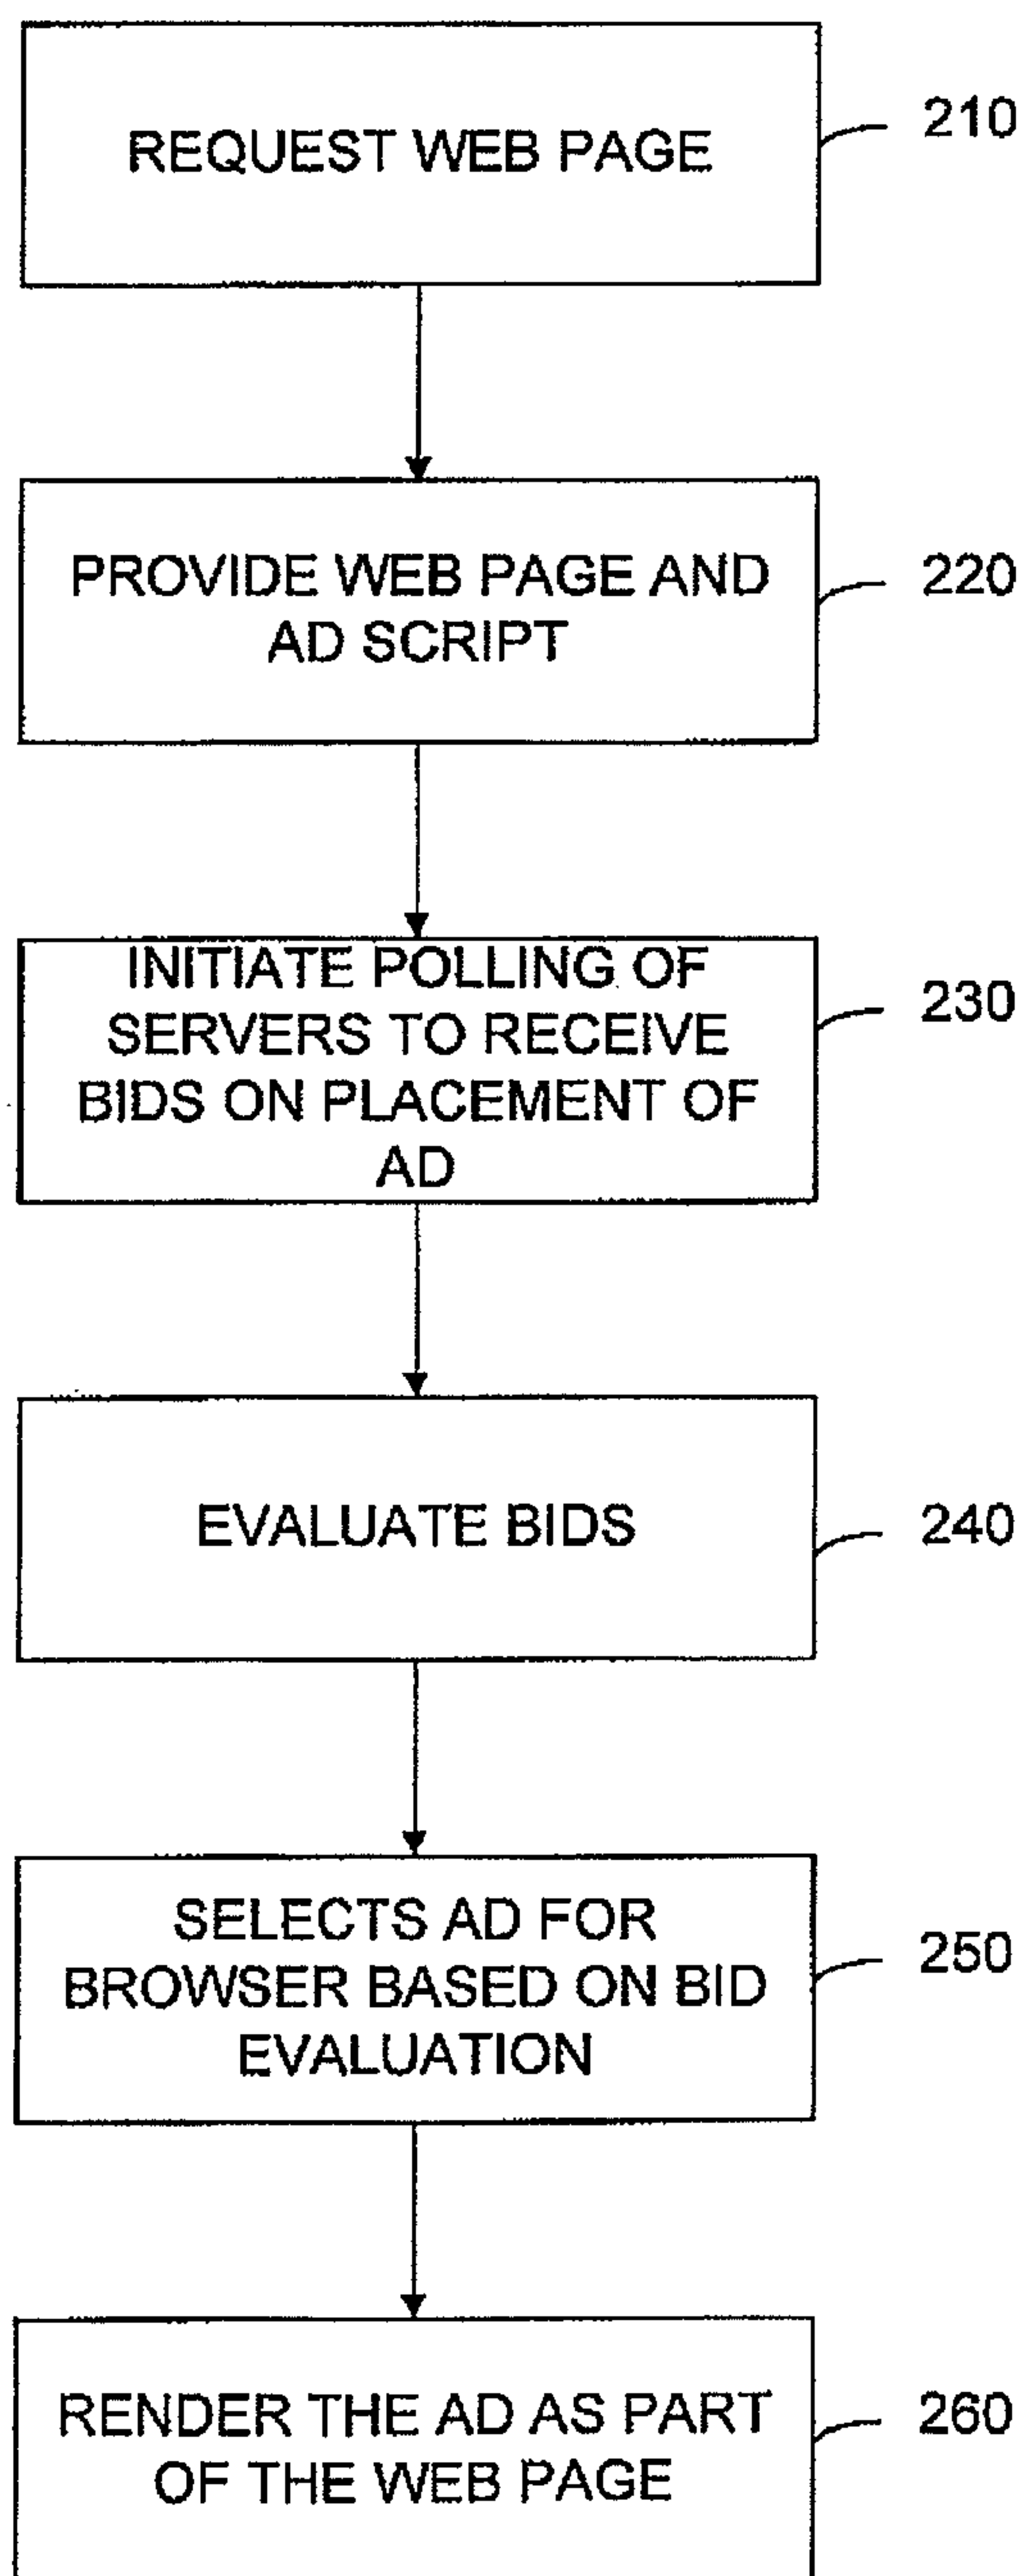 REQUEST WEB PAGE
210
PROVIDE WEB PAGE AND
AD SCRIPT
220
INITIATE POLLING OF
SERVERS TO RECEIVE
BIDS ON PLACEMENT OF
AD
230
EVALUATE BIDS
240
SELECTS AD FOR
BROWSER BASED ON BID
EVALUATION
250
RENDER THE AD AS PART
OF THE WEB PAGE
260